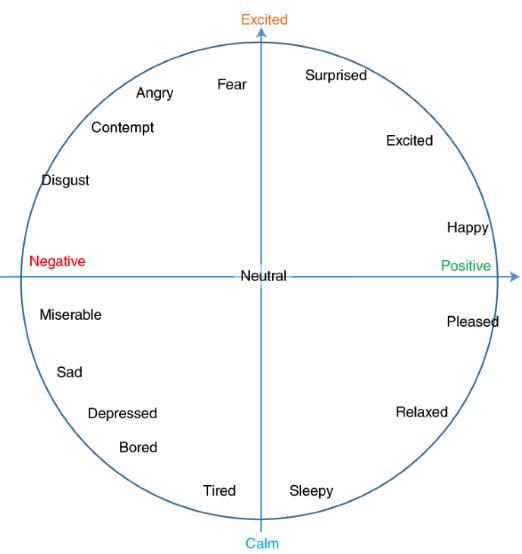 Excited
Surprised
Fear
Angry
Contempt
Excited
Disgust
Happy
Negative
Positive
Neutral
Miserable
Pleased
Sad
Depressed
Relaxed
Bored
Tired
Sleepy
Calm